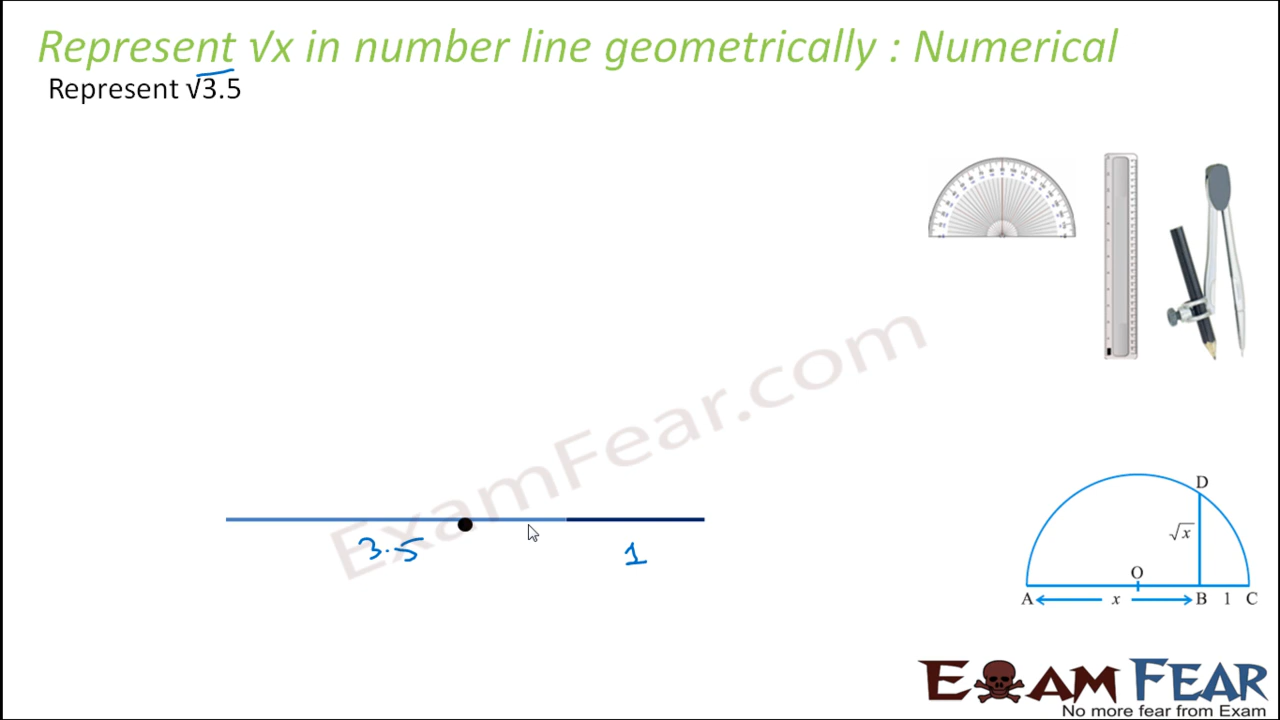 Represent √x in number line geometrically : Numerical
Represent √3.5
ExamFear.com
3.5
1
D
√x
O
A x B 1 C
EXAM FEAR
No more fear from Exam